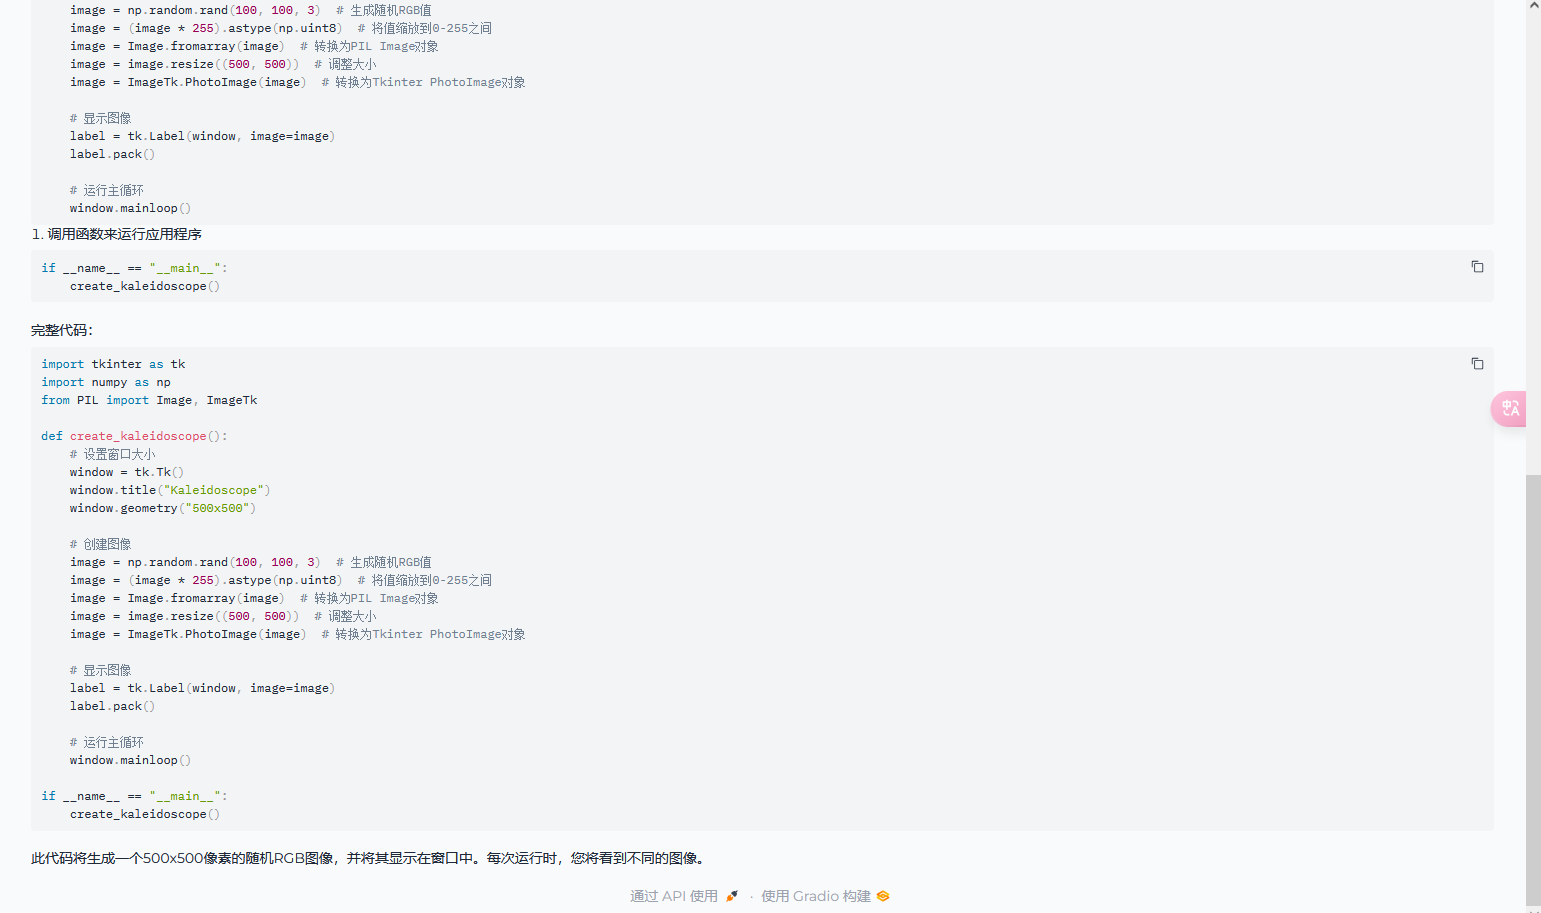 image = np.random.rand(100, 100, 3)  # 生成随机RGB值
image = (image * 255).astype(np.uint8)  # 将值缩放到0-255之间
image = Image.fromarray(image)  # 转换为PIL Image对象
image = image.resize((500, 500))  # 调整大小
image = ImageTk.PhotoImage(image)  # 转换为Tkinter PhotoImage对象
# 显示图像
label = tk.Label(window, image=image)
label.pack()
# 运行主循环
window.mainloop()
1. 调用函数来运行应用程序
if __name__ == "__main__":
create_kaleidoscope()
完整代码：
import tkinter as tk
import numpy as np
from PIL import Image, ImageTk
def create_kaleidoscope():
# 设置窗口大小
window = tk.Tk()
window.title("Kaleidoscope")
window.geometry("500x500")
# 创建图像
image = np.random.rand(100, 100, 3)  # 生成随机RGB值
image = (image * 255).astype(np.uint8)  # 将值缩放到0-255之间
image = Image.fromarray(image)  # 转换为PIL Image对象
image = image.resize((500, 500))  # 调整大小
image = ImageTk.PhotoImage(image)  # 转换为Tkinter PhotoImage对象
# 显示图像
label = tk.Label(window, image=image)
label.pack()
# 运行主循环
window.mainloop()
if __name__ == "__main__":
create_kaleidoscope()
此代码将生成一个500x500像素的随机RGB图像，并将其显示在窗口中。每次运行时，您将看到不同的图像。
通过 API 使用 · 使用 Gradio 构建
中 A